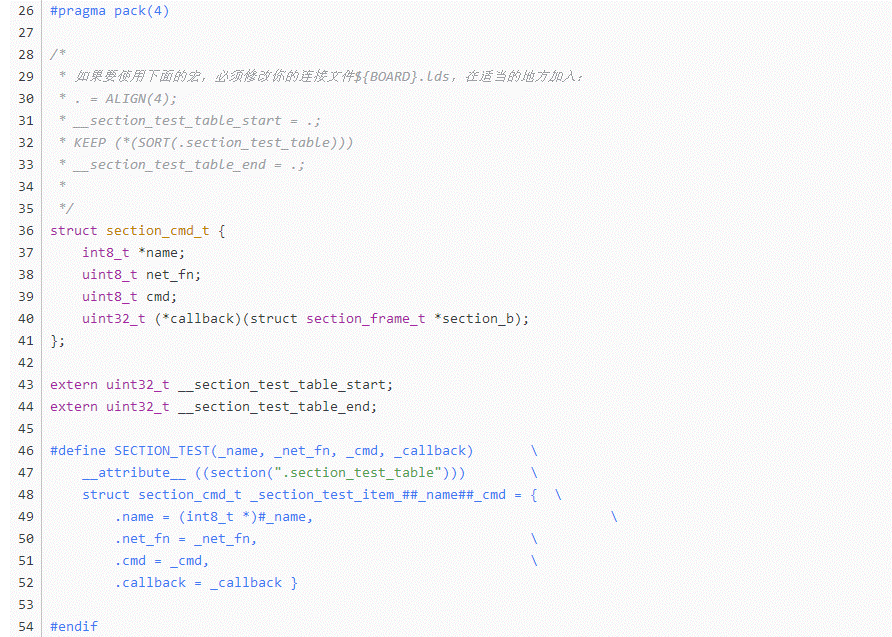 26 #pragma pack(4)
27
28 /*
29  * 如果要使用下面的宏，必须修改你的连接文件${BOARD}.lds，在适当的地方加入：
30  * . = ALIGN(4);
31  * __section_test_table_start = .;
32  * KEEP (*(SORT(.section_test_table)))
33  * __section_test_table_end = .;
34  *
35  */
36 struct section_cmd_t {
37     int8_t *name;
38     uint8_t net_fn;
39     uint8_t cmd;
40     uint32_t (*callback)(struct section_frame_t *section_b);
41 };
42
43 extern uint32_t __section_test_table_start;
44 extern uint32_t __section_test_table_end;
45
46 #define SECTION_TEST(_name, _net_fn, _cmd, _callback)       \
47     __attribute__ ((section(".section_test_table")))        \
48     struct section_cmd_t _section_test_item_##_name##_cmd = {  \
49         .name = (int8_t *)#_name,                                     \
50         .net_fn = _net_fn,                                  \
51         .cmd = _cmd,                                        \
52         .callback = _callback }
53
54 #endif